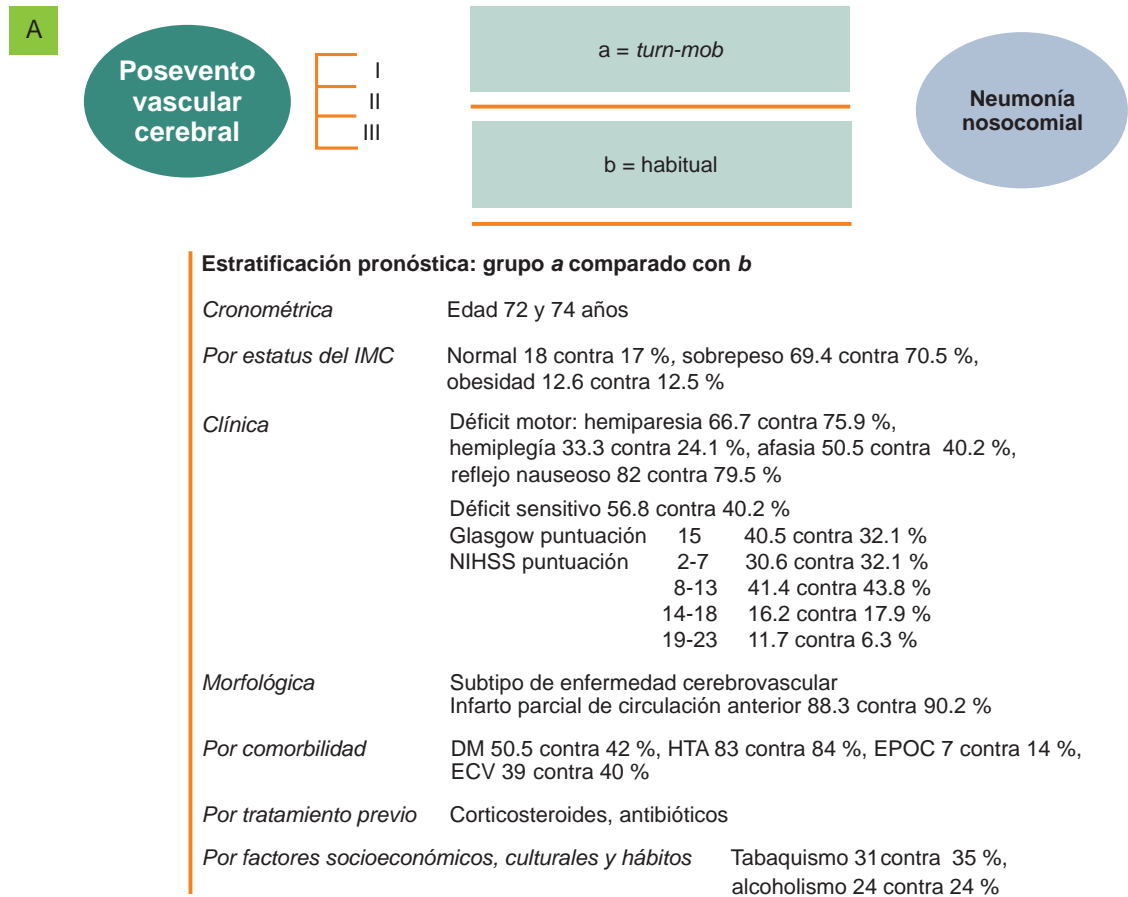 A
Posevento
vascular
cerebral
I
II
III
a = turn-mob
b = habitual
Neumonía
nosocomial
Estratificación pronóstica: grupo a comparado con b
Cronométrica Edad 72 y 74 años
Por estatus del IMC Normal 18 contra 17 %, sobrepeso 69.4 contra 70.5 %,
obesidad 12.6 contra 12.5 %
Clínica Déficit motor: hemiparesia 66.7 contra 75.9 %,
hemiplegía 33.3 contra 24.1 %, afasia 50.5 contra 40.2 %,
reflejo nauseoso 82 contra 79.5 %
Déficit sensitivo 56.8 contra 40.2 %
Glasgow puntuación 15 40.5 contra 32.1 %
NIHSS puntuación 2-7 30.6 contra 32.1 %
8-13 41.4 contra 43.8 %
14-18 16.2 contra 17.9 %
19-23 11.7 contra 6.3 %
Morfológica Subtipo de enfermedad cerebrovascular
Infarto parcial de circulación anterior 88.3 contra 90.2 %
Por comorbilidad DM 50.5 contra 42 %, HTA 83 contra 84 %, EPOC 7 contra 14 %,
ECV 39 contra 40 %
Por tratamiento previo Corticosteroides, antibióticos
Por factores socioeconómicos, culturales y hábitos Tabaquismo 31 contra 35 %,
alcoholismo 24 contra 24 %